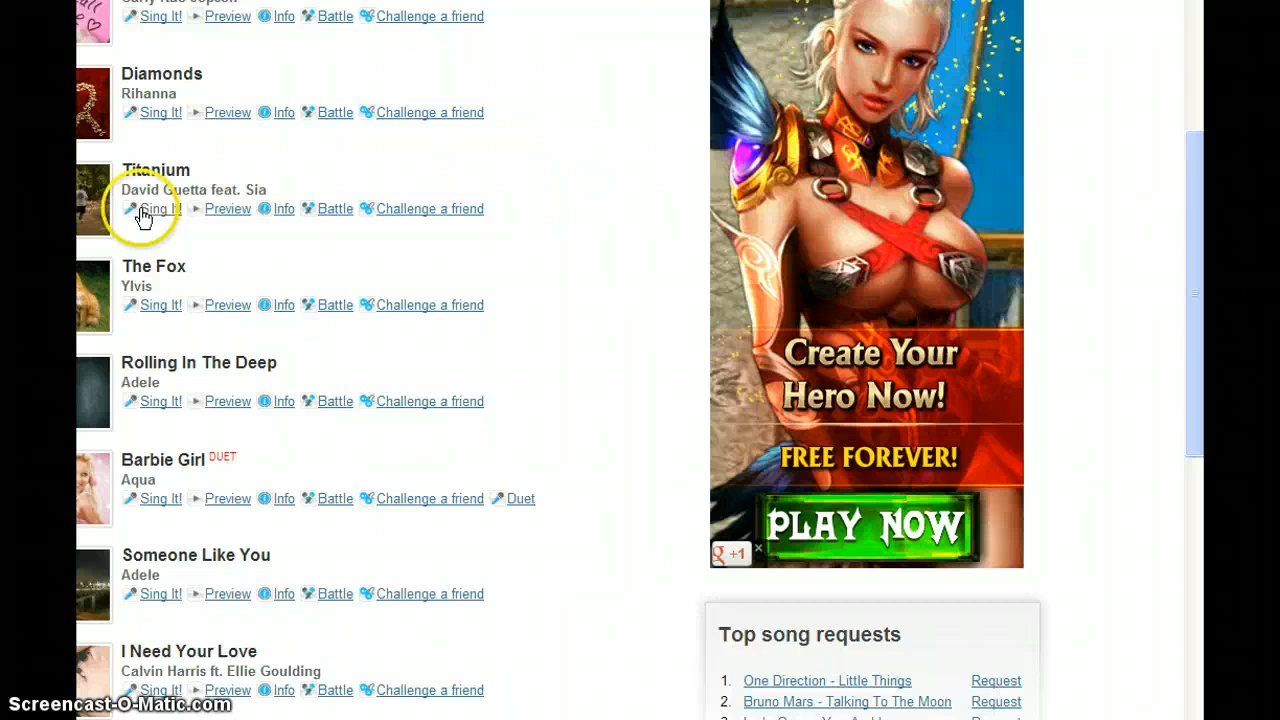 Sing It! Preview Info Battle Challenge a friend
Diamonds
Rihanna
Sing It! Preview Info Battle Challenge a friend
Titanium
David Guetta feat. Sia
Sing It! Preview Info Battle Challenge a friend
The Fox
Ylvis
Sing It! Preview Info Battle Challenge a friend
Rolling In The Deep
Adele
Sing It! Preview Info Battle Challenge a friend
Barbie Girl DUET
Aqua
Sing It! Preview Info Battle Challenge a friend Duet
Someone Like You
Adele
Sing It! Preview Info Battle Challenge a friend
I Need Your Love
Calvin Harris ft. Ellie Goulding
Sing It! Preview Info Battle Challenge a friend
Create Your
Hero Now!
FREE FOREVER!
PLAY NOW
g +1
Top song requests
1. One Direction - Little Things Request
2. Bruno Mars - Talking To The Moon Request
Screencast-O-Matic.com